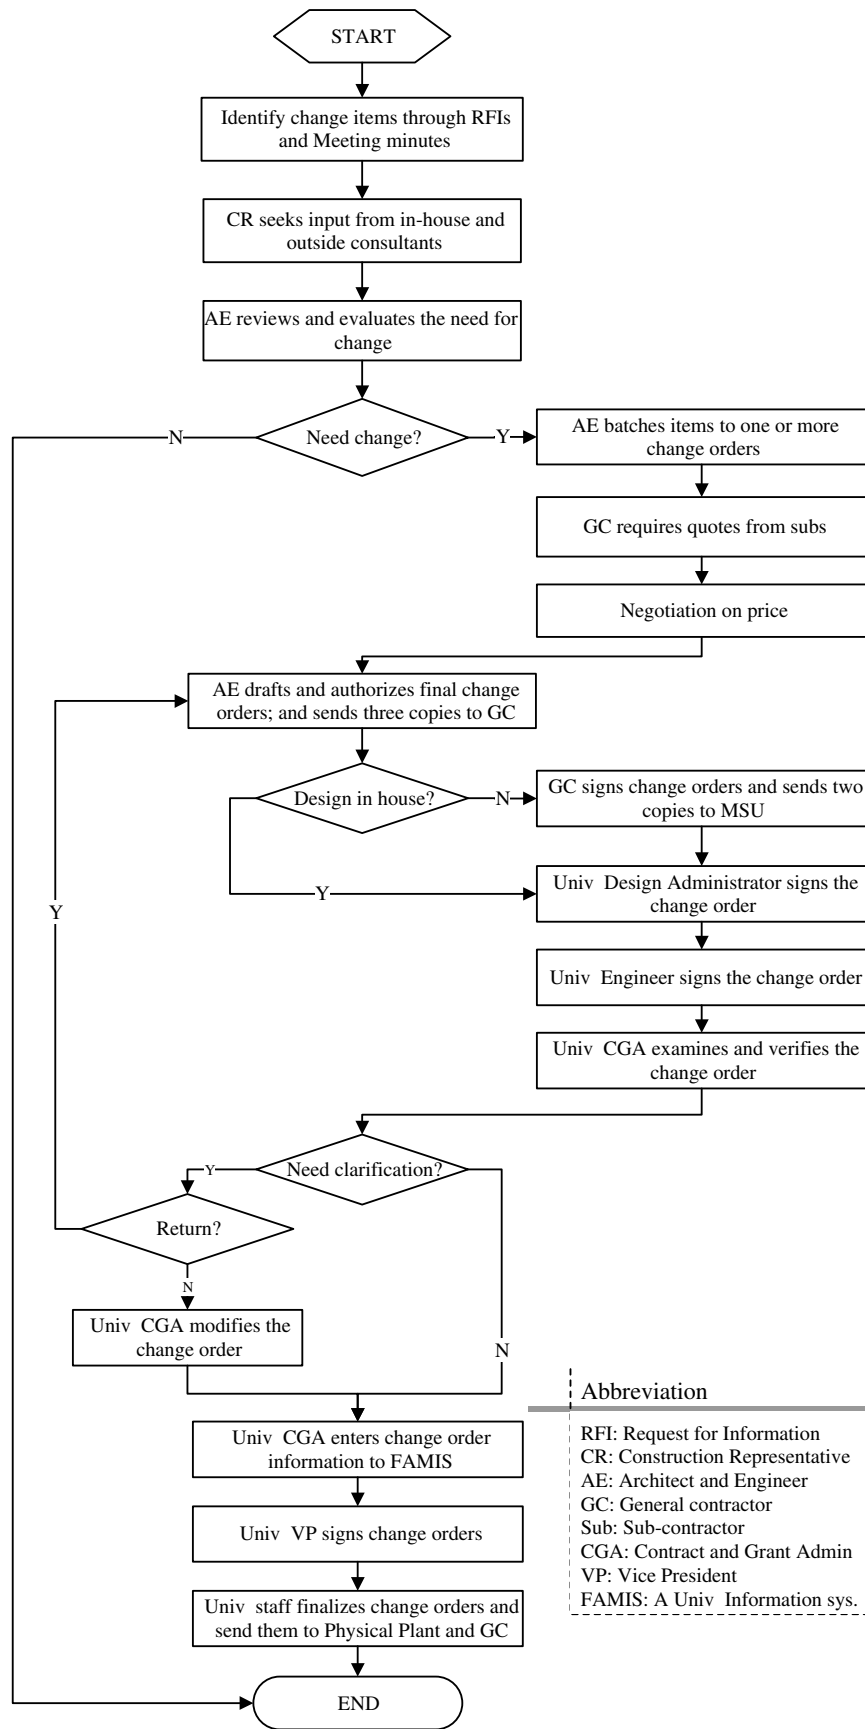 START
Identify change items through RFIs
and Meeting minutes
CR seeks input from in-house and
outside consultants
AE reviews and evaluates the need for
change
N
Need change?
Y
AE batches items to one or more
change orders
GC requires quotes from subs
Negotiation on price
AE drafts and authorizes final change
orders; and sends three copies to GC
Design in house?
N
GC signs change orders and sends two
copies to MSU
Y
Univ Design Administrator signs the
change order
Y
Univ Engineer signs the change order
Univ CGA examines and verifies the
change order
Y
Need clarification?
Return?
N
Univ CGA modifies the
change order
N
Univ CGA enters change order
information to FAMIS
Univ VP signs change orders
Univ staff finalizes change orders and
send them to Physical Plant and GC
END
Abbreviation
RFI: Request for Information
CR: Construction Representative
AE: Architect and Engineer
GC: General contractor
Sub: Sub-contractor
CGA: Contract and Grant Admin
VP: Vice President
FAMIS: A Univ Information sys.